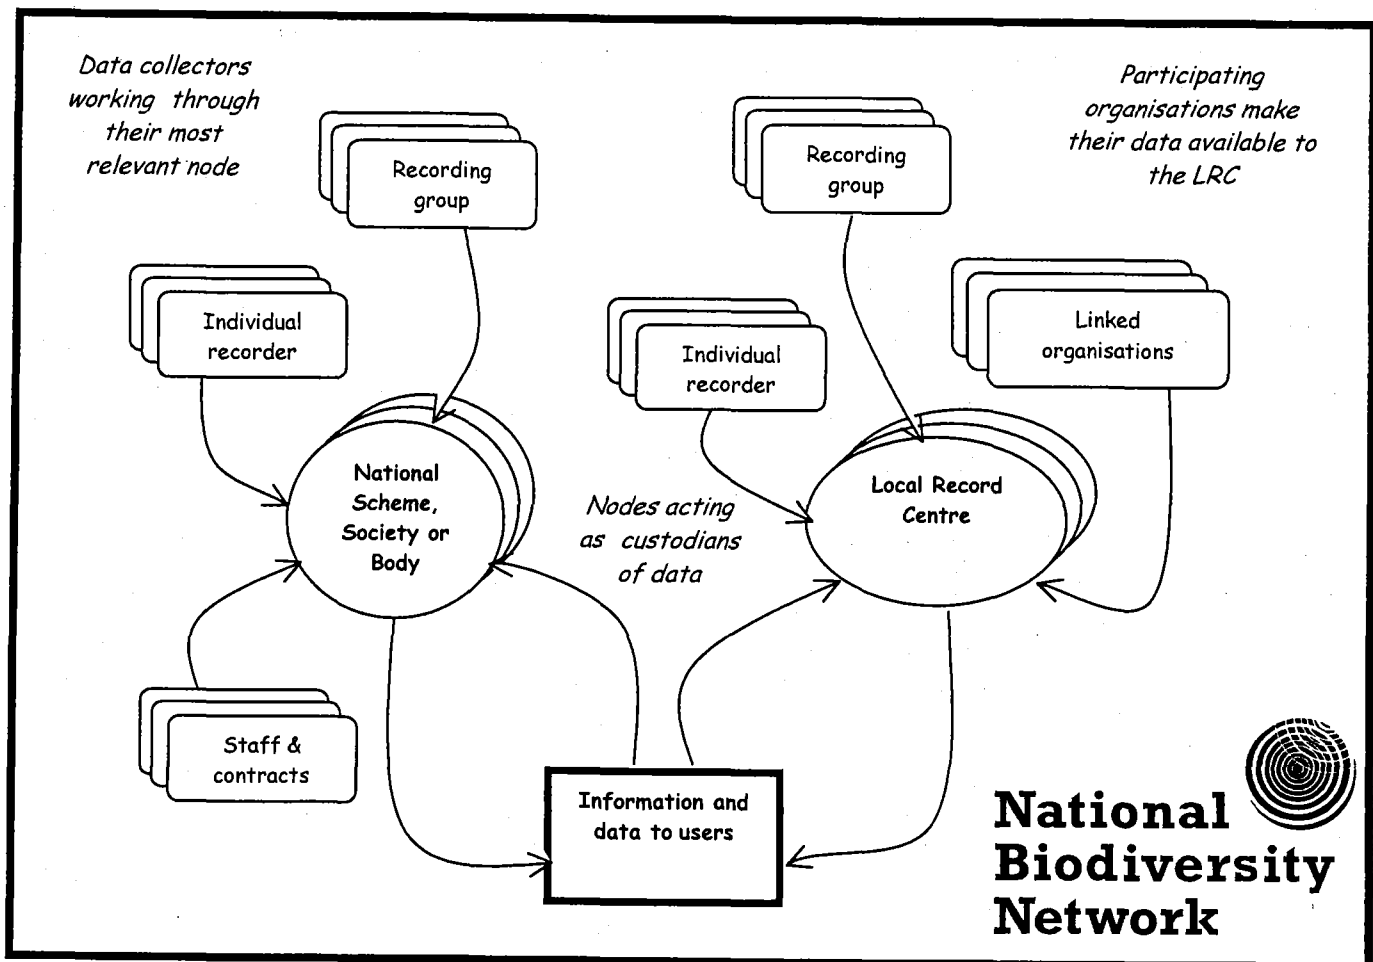 Data collectors
working through
their most
relevant node
Recording
group
Recording
group
Participating
organisations make
their data available to
the LRC
Individual
recorder
Individual
recorder
Linked
organisations
National
Scheme,
Society or
Body
Nodes acting
as custodians
of data
Local Record
Centre
Staff &
contracts
Information and
data to users
National
Biodiversity
Network